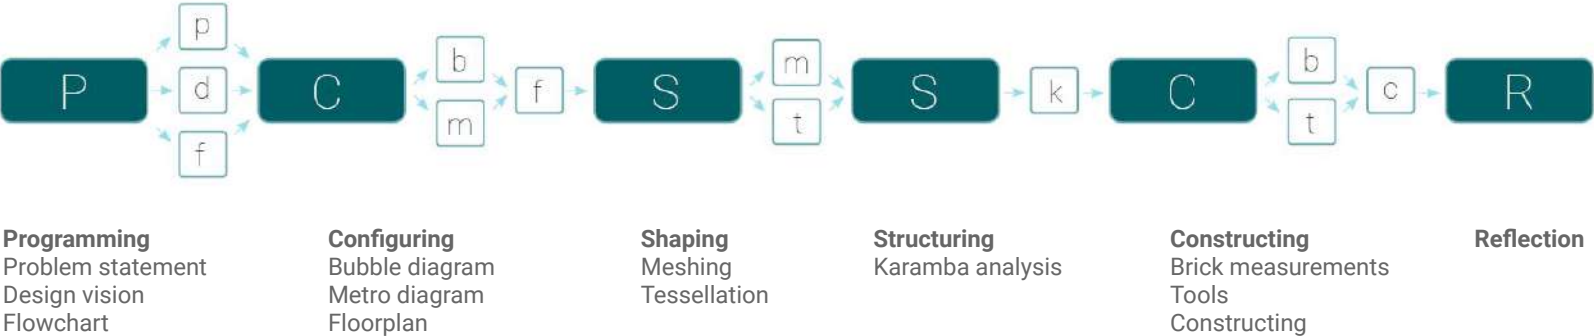 p
b
m
b
P
d
C
f
S
S
k
C
c
R
m
t
t
f
Programming
Problem statement
Design vision
Flowchart
Configuring
Bubble diagram
Metro diagram
Floorplan
Shaping
Meshing
Tessellation
Structuring
Karamba analysis
Constructing
Brick measurements
Tools
Constructing
Reflection